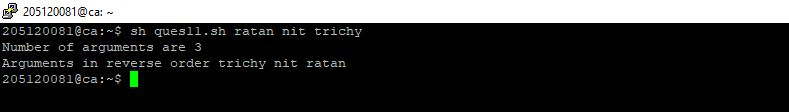 205120081@ca: ~
205120081@ca:~$ sh ques11.sh ratan nit trichy
Number of arguments are 3
Arguments in reverse order trichy nit ratan
205120081@ca:~$